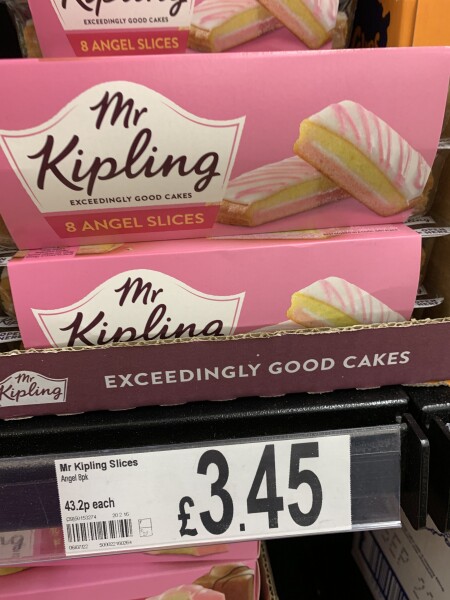 Kipling
EXCEEDINGLY GOOD CAKES
8 ANGEL SLICES
Mr
Kipling
EXCEEDINGLY GOOD CAKES
8 ANGEL SLICES
Mr
Kipling
Mr
Kipling
EXCEEDINGLY GOOD CAKES
Mr Kipling Slices
Angel 8pk
43.2p each
£3.45